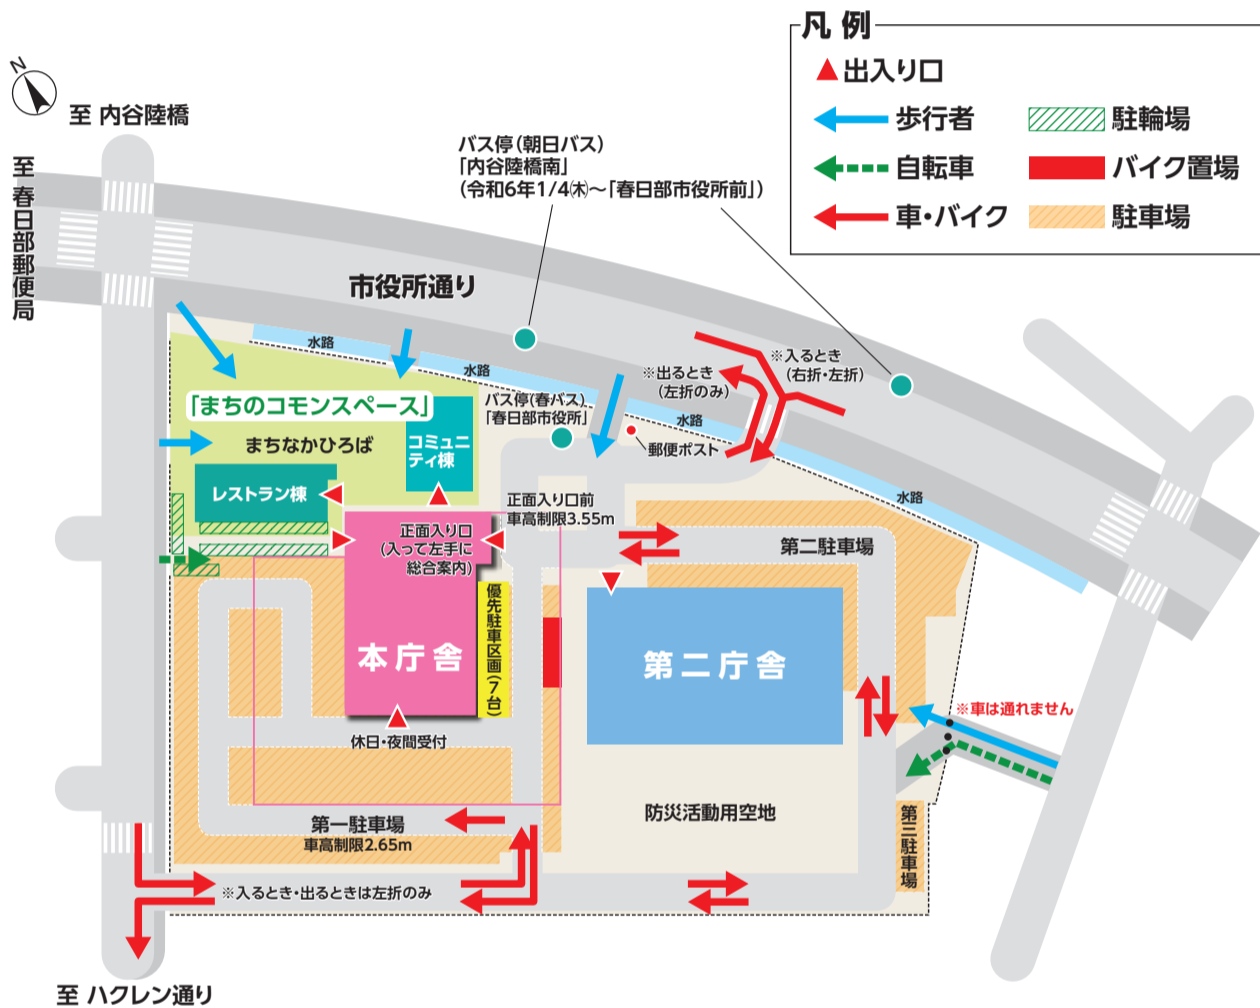 凡例
出入り口
歩行者
駐輪場
自転車
バイク置場
車・バイク
駐車場
N
至 内谷陸橋
至 春日部郵便局
バス停(朝日バス)
「内谷陸橋南」
(令和6年1/4㈭～「春日部市役所前」)
市役所通り
水路
水路
※入るとき
(右折・左折)
※出るとき
(左折のみ)
水路
水路
「まちのコモンスペース」
まちなかひろば
コミュニ
ティ棟
バス停(春バス)
「春日部市役所」
郵便ポスト
レストラン棟
正面入り口前
車高制限3.55m
正面入り口
(入って左手に
総合案内)
第二駐車場
優先駐車区画(7台)
本庁舎
第二庁舎
※車は通れません
休日・夜間受付
防災活動用空地
第一駐車場
車高制限2.65m
第三駐車場
※入るとき・出るときは左折のみ
至 ハクレン通り